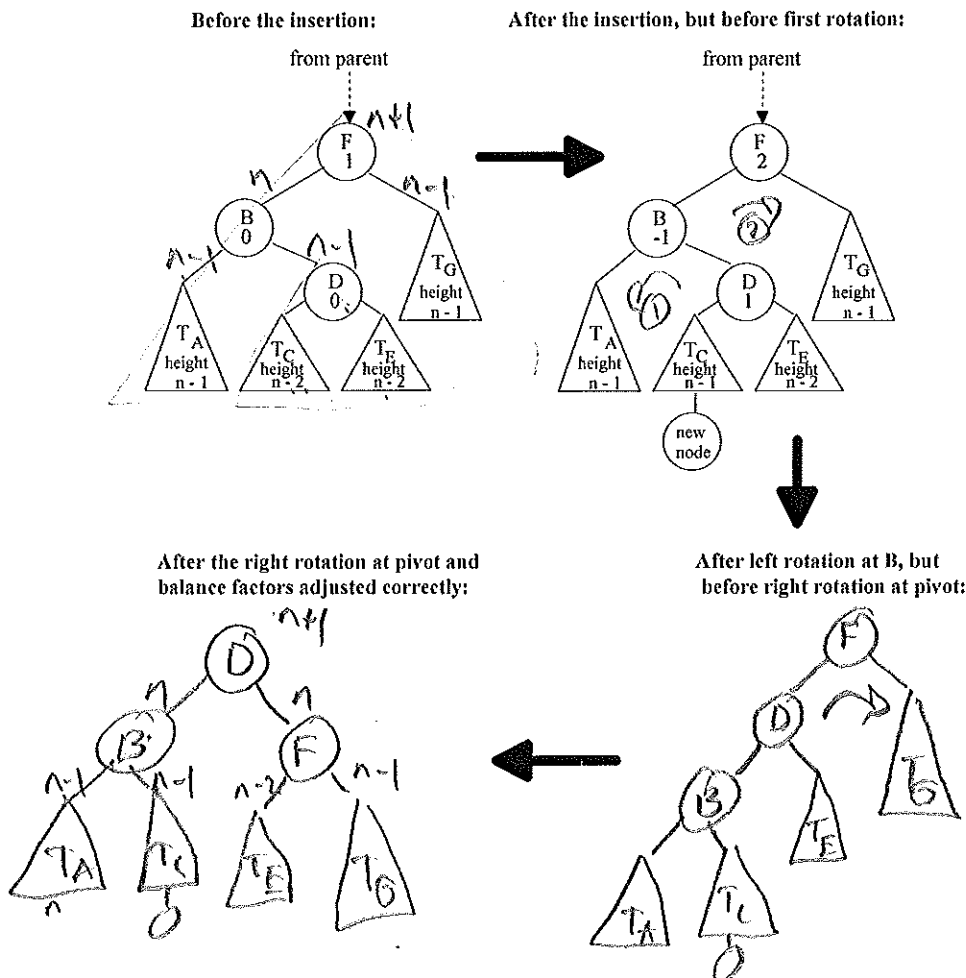 Before the insertion:
After the insertion, but before first rotation:
from parent
from parent
n+1
F
1
n
n-1
B
0
n-1
n-1
D
0
T_G
height
n - 1
T_A
height
n - 1
T_C
height
n - 2
T_E
height
n - 2
F
2
2
B
-1
1
D
1
T_G
height
n - 1
T_A
height
n - 1
T_C
height
n - 1
T_E
height
n - 2
new
node
After the right rotation at pivot and
balance factors adjusted correctly:
After left rotation at B, but
before right rotation at pivot:
n+1
D
n
n
B
F
n-1
n-1
n-2
n-1
T_A
T_C
T_E
T_G
n
F
D
T_G
B
T_E
T_A
T_C